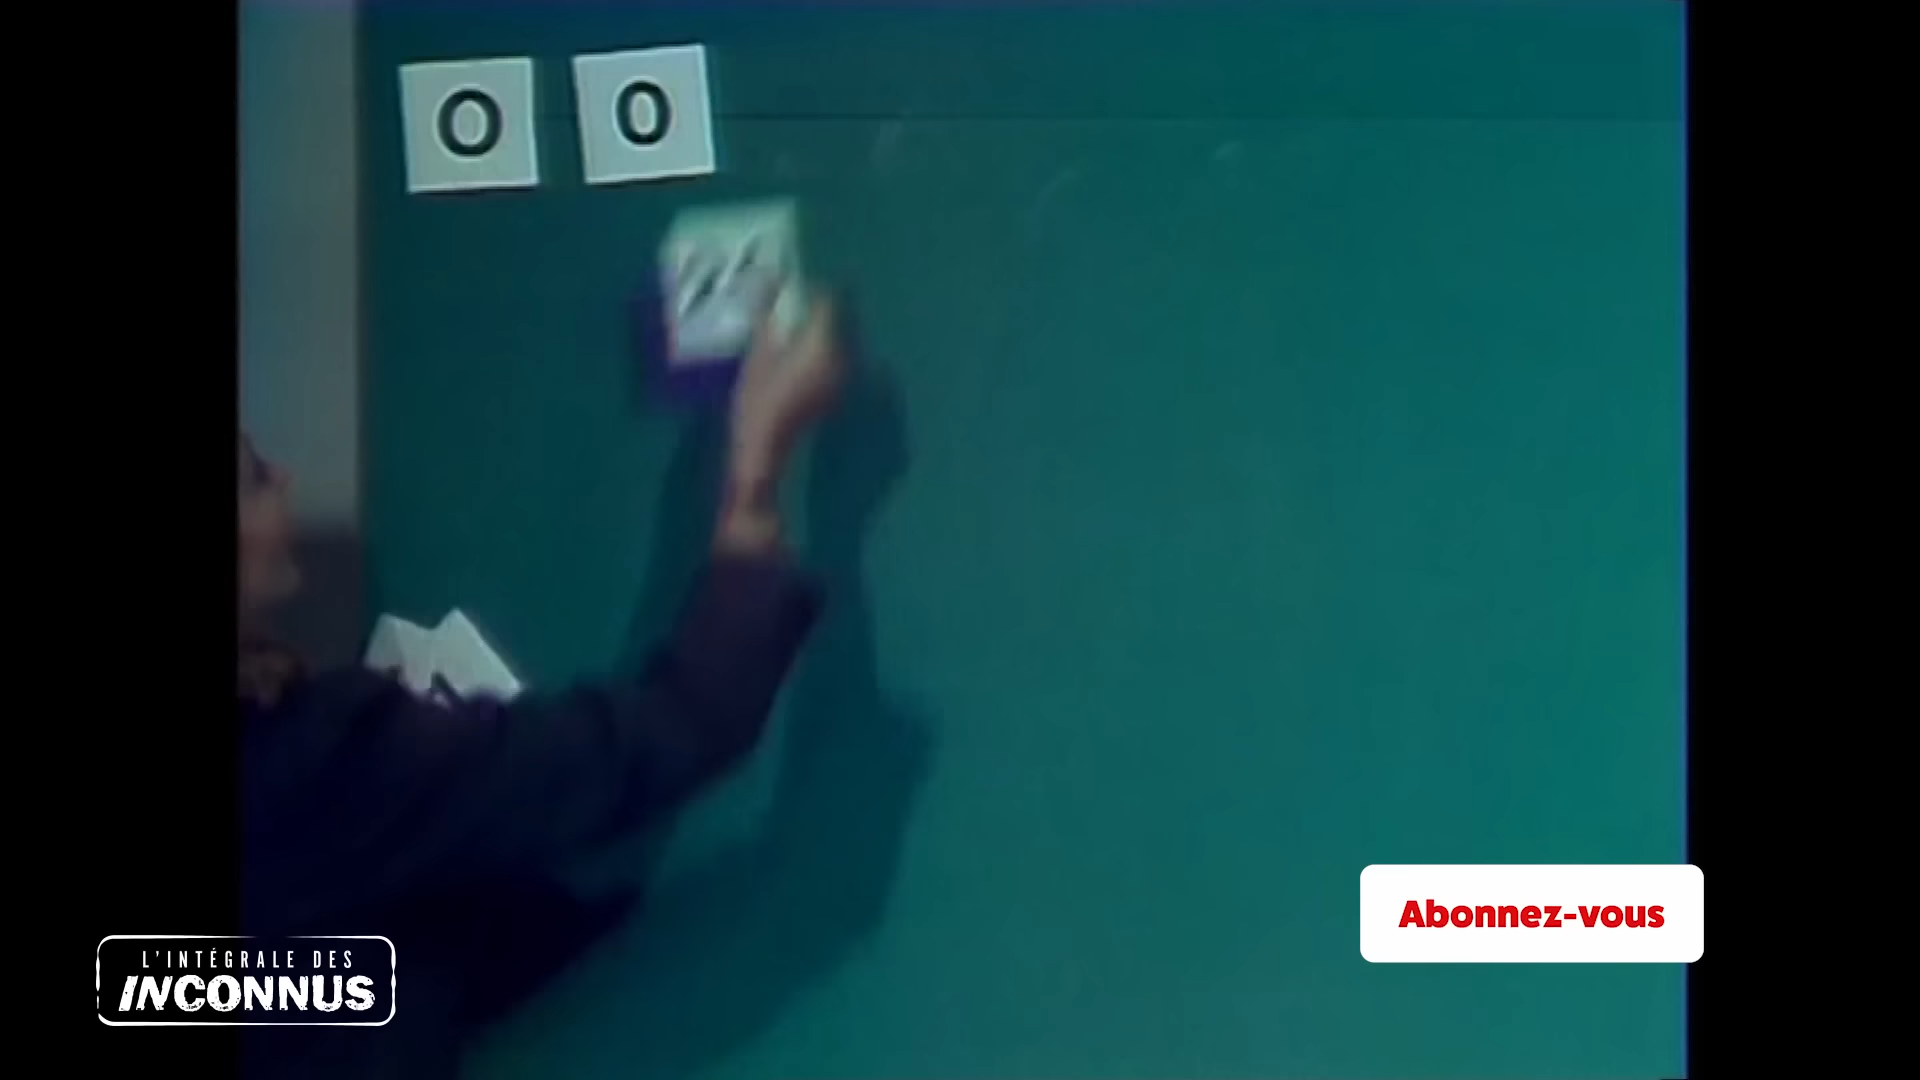 O O
L'INTÉGRALE DES
INCONNUS
Abonnez-vous